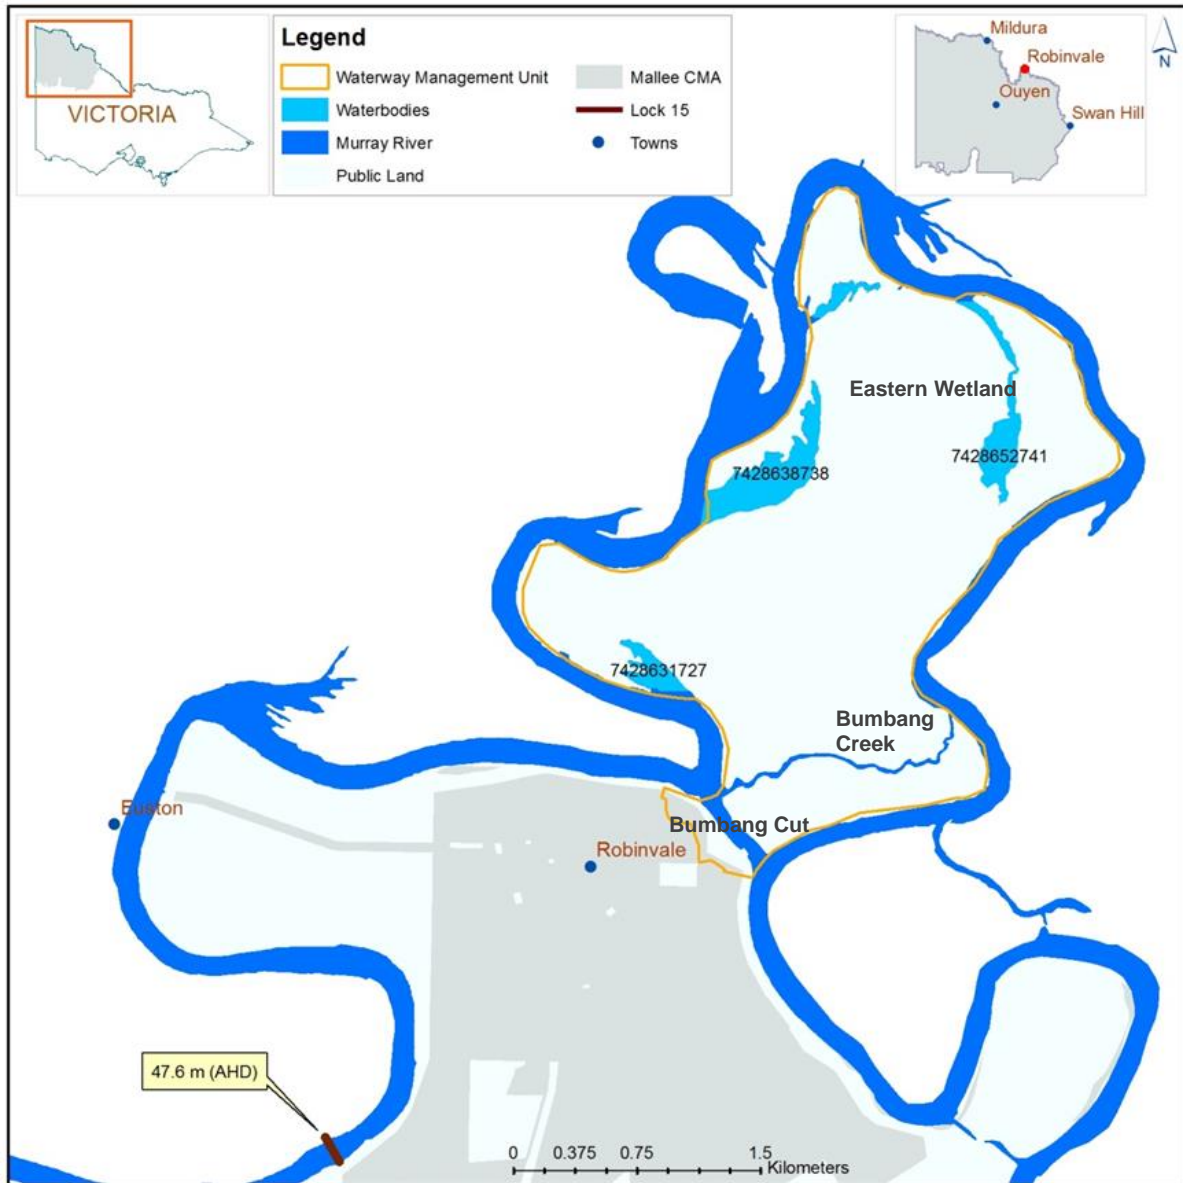 VICTORIA
Legend
Waterway Management Unit
Waterbodies
Murray River
Public Land
Mallee CMA
Lock 15
Towns
Mildura
Robinvale
Ouyen
Swan Hill
N
Eastern Wetland
7428638738
7428652741
7428631727
Bumbang
Creek
Euston
Bumbang Cut
Robinvale
47.6 m (AHD)
0 0.375 0.75 1.5
Kilometers